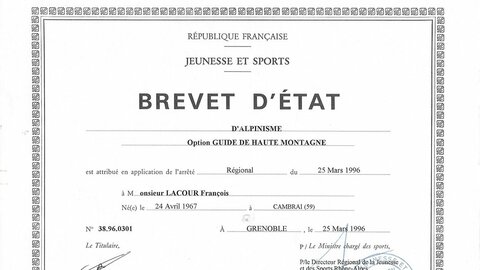 RÉPUBLIQUE FRANÇAISE
JEUNESSE ET SPORTS
BREVET D'ÉTAT
D'ALPINISME
Option GUIDE DE HAUTE MONTAGNE
est attribué en application de l'arrêté Régional du 25 Mars 1996
à Monsieur LACOUR François
Né(e) le 24 Avril 1967 à CAMBRAI (59)
N° 38.96.0301 À GRENOBLE le 25 Mars 1996
Le Titulaire, P/ Le Ministre chargé des sports,
P/le Directeur Régional de la Jeunesse
et des Sports Rhône-Alpes